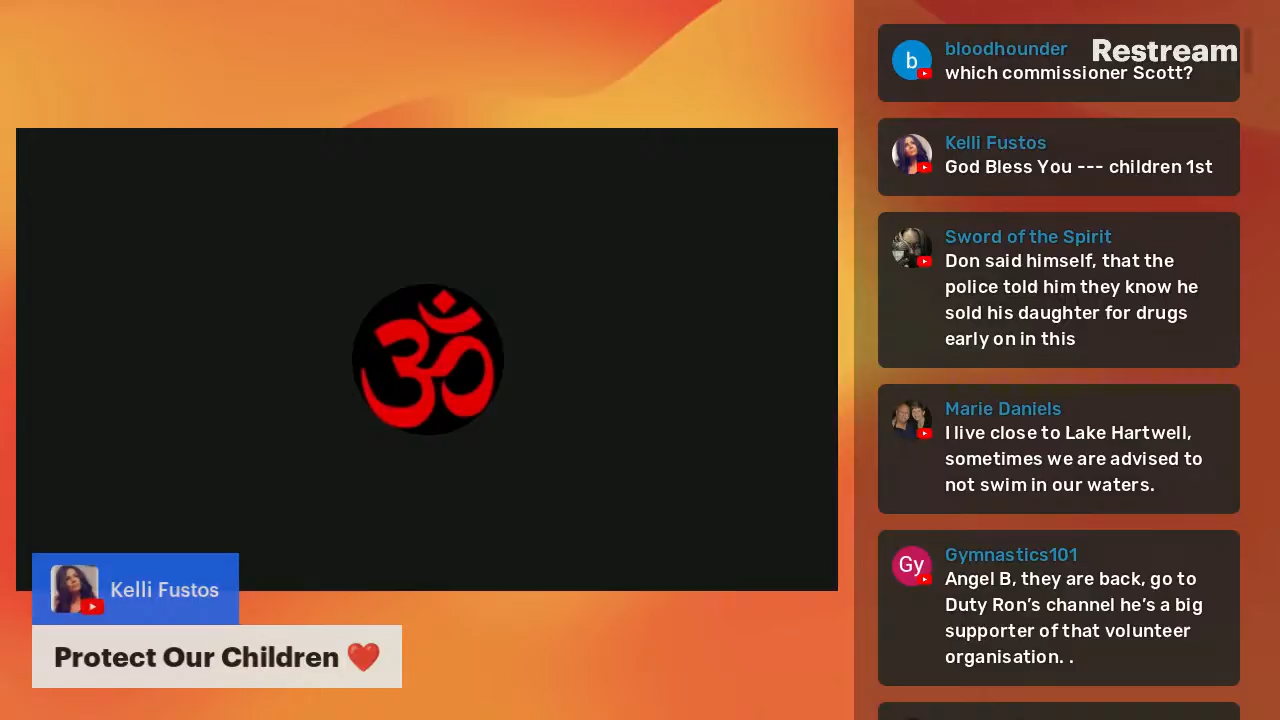 ॐ
Kelli Fustos
Protect Our Children ❤️
Restream
b
bloodhounder
which commissioner Scott?
Kelli Fustos
God Bless You --- children 1st
Sword of the Spirit
Don said himself, that the
police told him they know he
sold his daughter for drugs
early on in this
Marie Daniels
I live close to Lake Hartwell,
sometimes we are advised to
not swim in our waters.
Gy
Gymnastics101
Angel B, they are back, go to
Duty Ron’s channel he’s a big
supporter of that volunteer
organisation. .